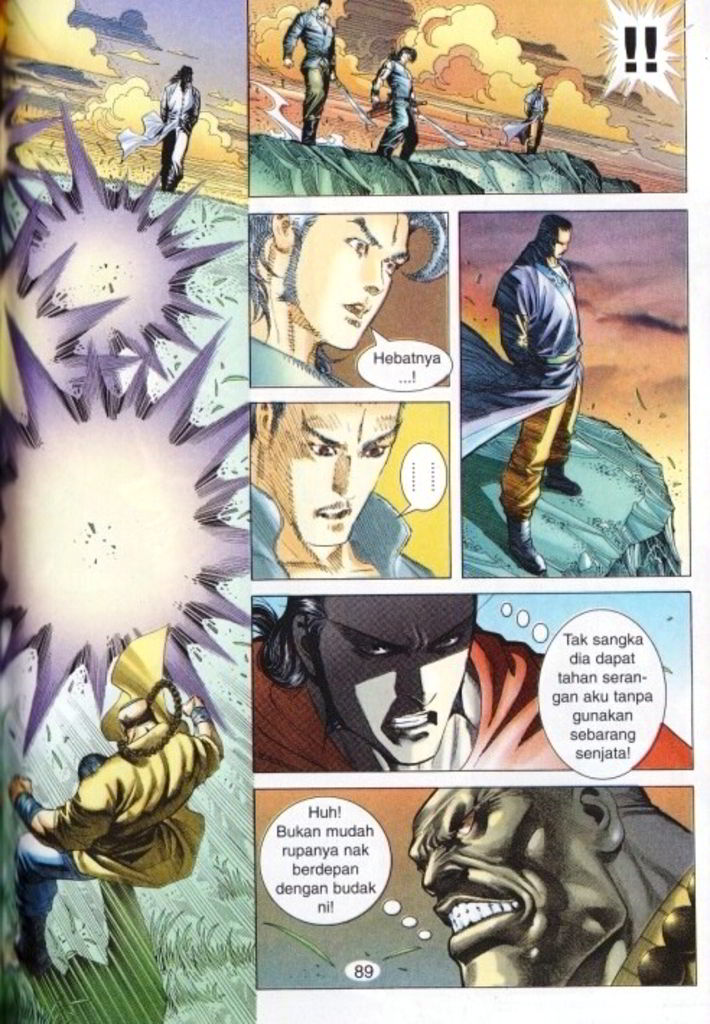 !!
Hebatnya
...!
Tak sangka
dia dapat
tahan seran-
gan aku tanpa
gunakan
sebarang
senjata!
Huh!
Bukan mudah
rupanya nak
berdepan
dengan budak
ni!
89